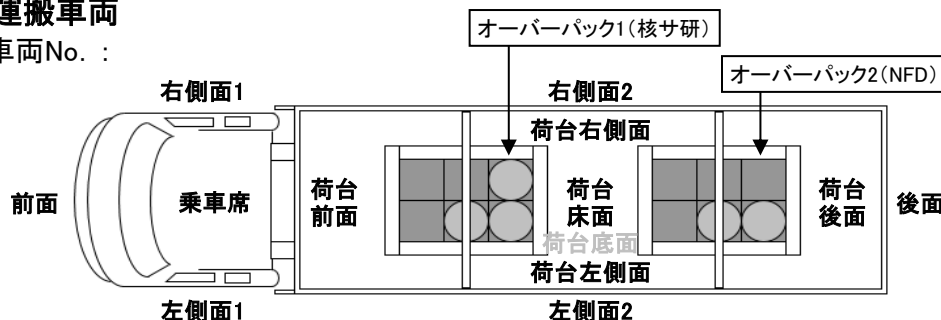 運搬車両
車両No. :
オーバーパック1(核サ研)
オーバーパック2(NFD)
右側面1
右側面2
荷台右側面
前面
乗車席
荷台
前面
荷台
床面
荷台底面
荷台
後面
後面
荷台左側面
左側面1
左側面2